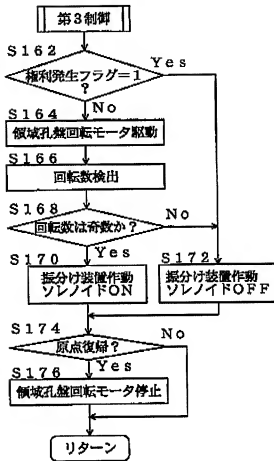 第3制御
S162
権利発生フラグ=1
?
Yes
No
S164
領域孔盤回転モータ駆動
S166
回転数検出
S168
回転数は奇数か?
No
Yes
S170
振分け装置作動
ソレノイドON
S172
振分け装置作動
ソレノイドOFF
S174
原点復帰?
No
Yes
S176
領域孔盤回転モータ停止
リターン